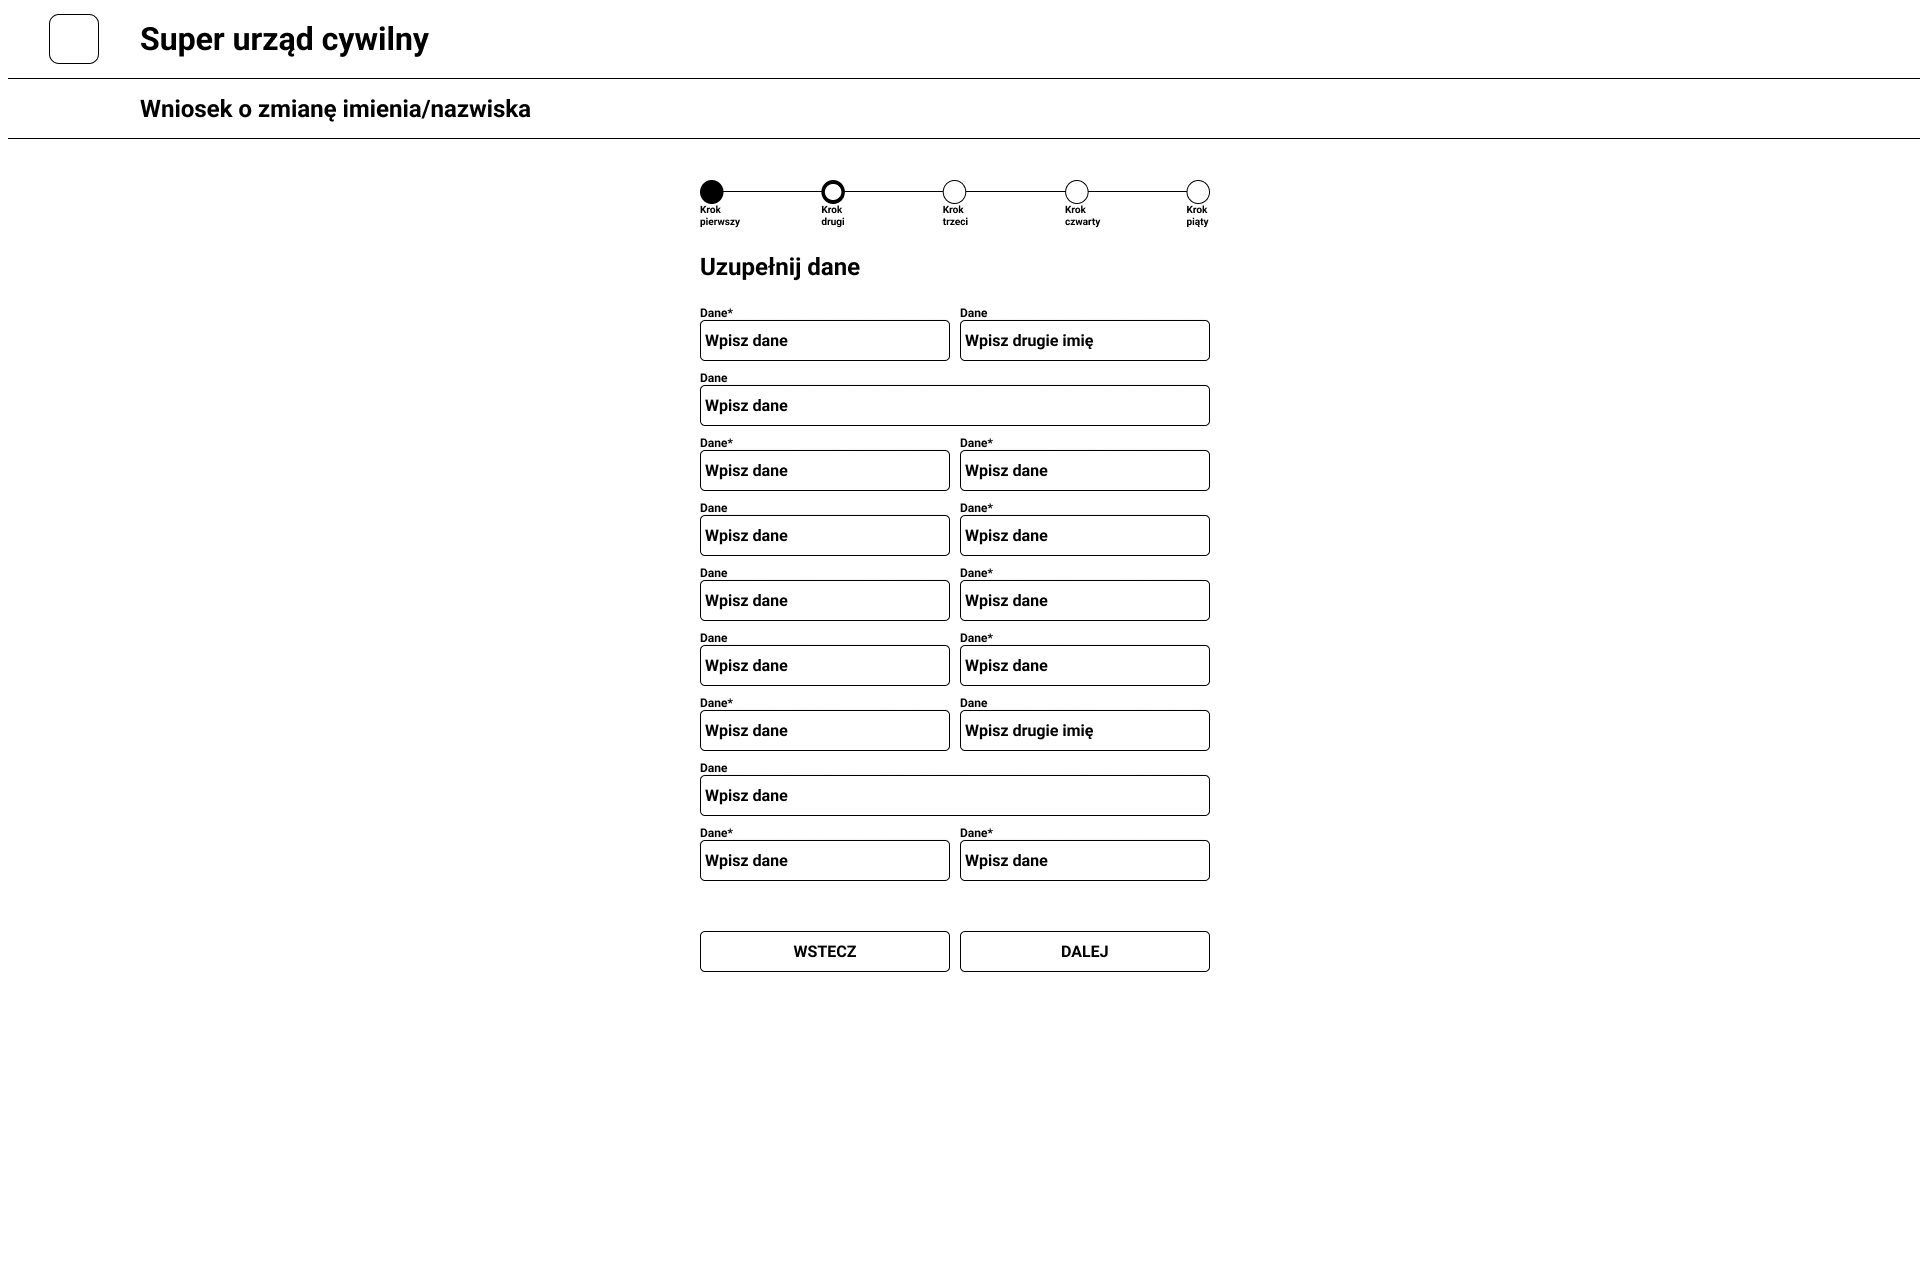 Super urząd cywilny
Wniosek o zmianę imienia/nazwiska
Krok pierwszy
Krok drugi
Krok trzeci
Krok czwarty
Krok piąty
Uzupełnij dane
Dane* Dane
Wpisz dane Wpisz drugie imię
Dane
Wpisz dane
Dane* Dane*
Wpisz dane Wpisz dane
Dane Dane*
Wpisz dane Wpisz dane
Dane Dane*
Wpisz dane Wpisz dane
Dane Dane*
Wpisz dane Wpisz dane
Dane* Dane
Wpisz dane Wpisz drugie imię
Dane
Wpisz dane
Dane* Dane*
Wpisz dane Wpisz dane
WSTECZ DALEJ